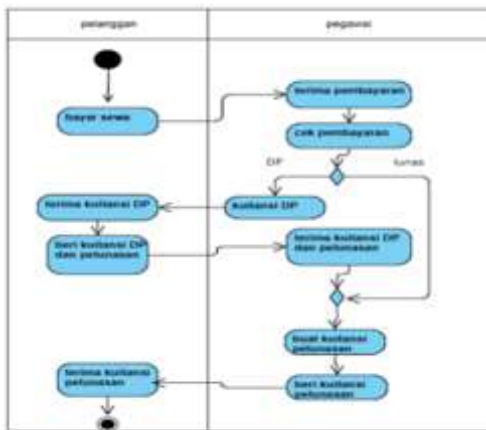 pelanggan
pegawai
bayar sewa
terima pembayaran
cek pembayaran
DP
lunas
kuitansi DP
terima kuitansi DP
beri kuitansi DP
dan pelunasan
terima kuitansi DP
dan pelunasan
buat kuitansi
pelunasan
beri kuitansi
pelunasan
terima kuitansi
pelunasan